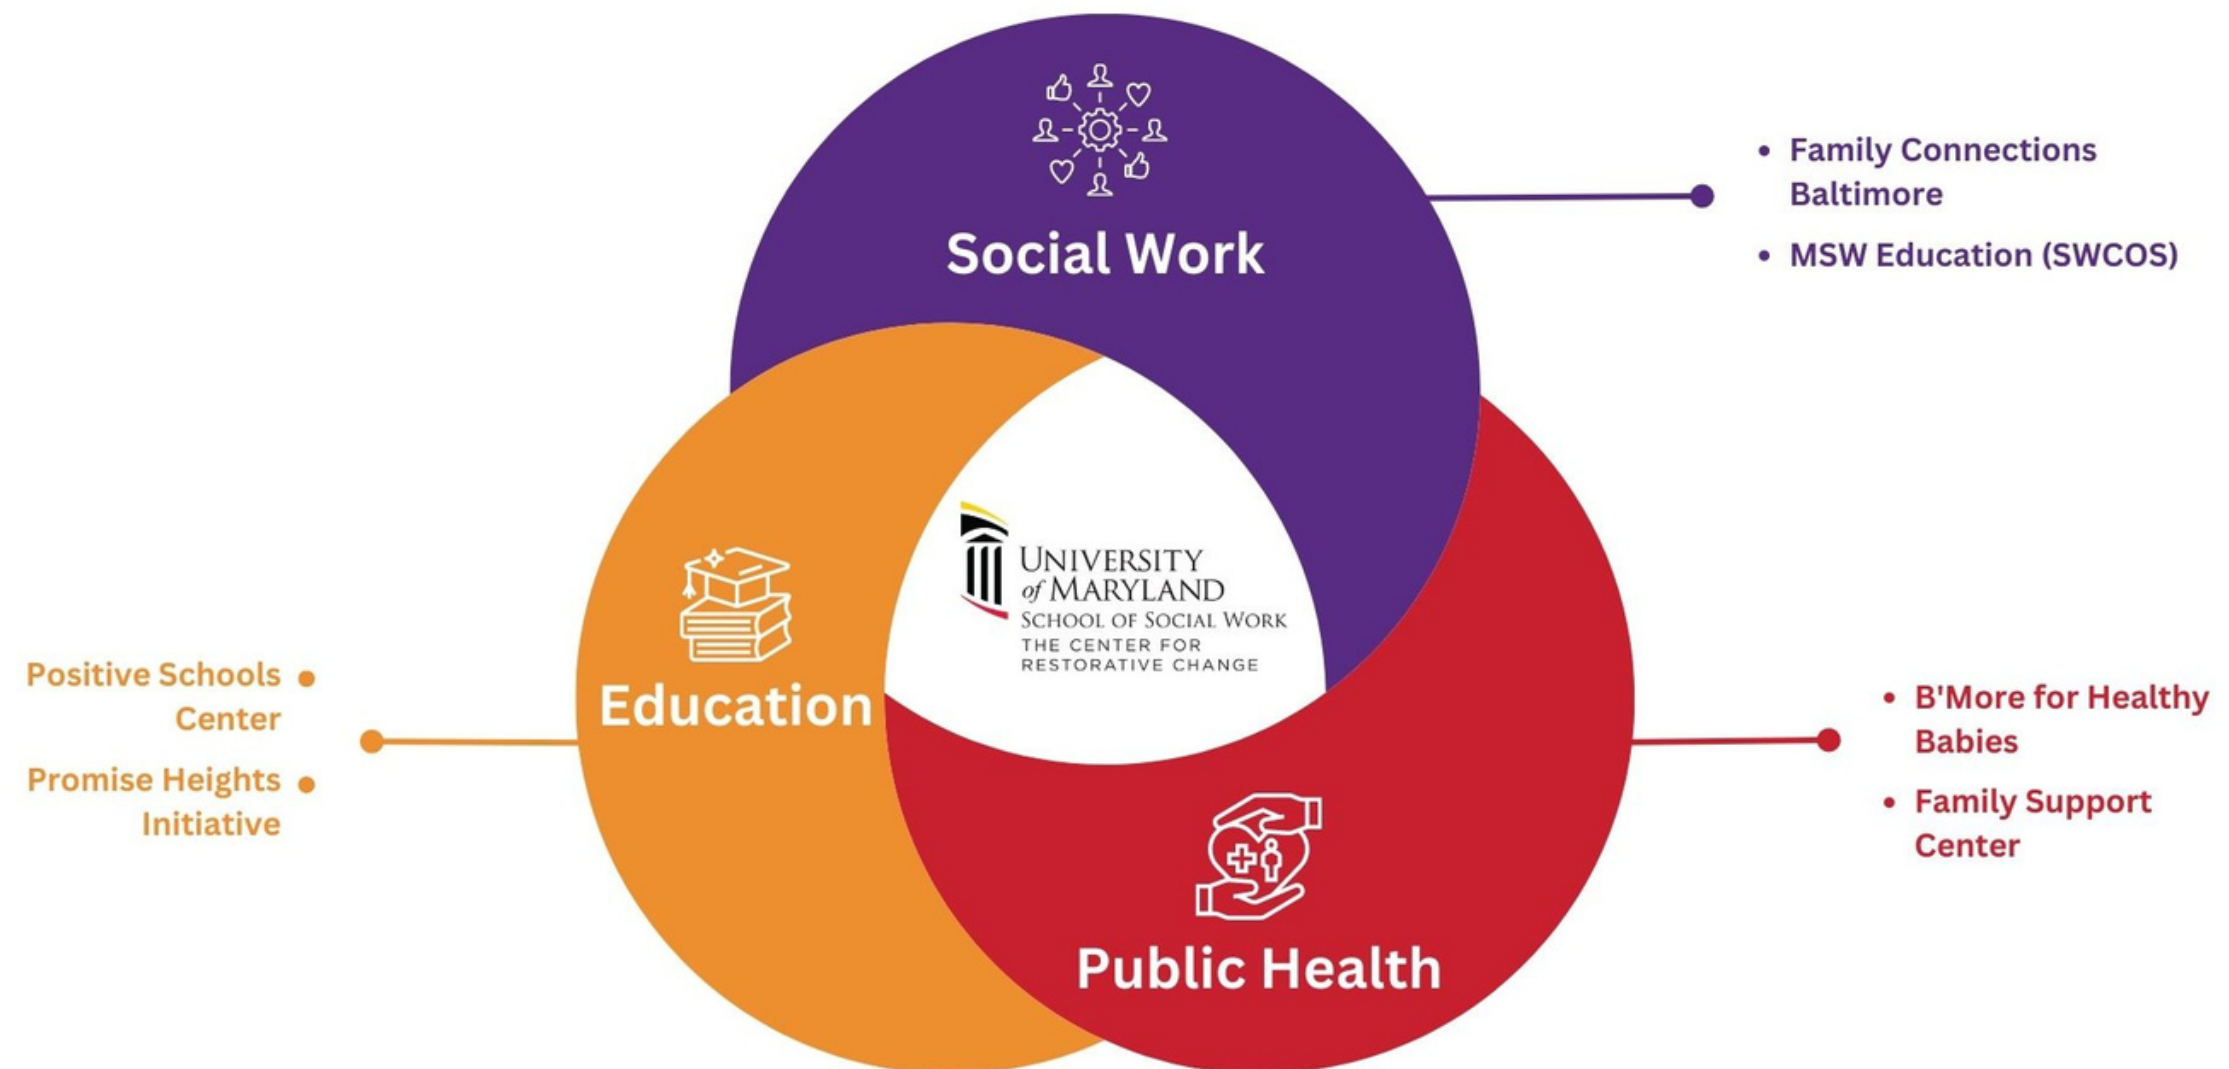 Social Work
Family Connections
Baltimore
MSW Education (SWCOS)
UNIVERSITY
of MARYLAND
SCHOOL OF SOCIAL WORK
THE CENTER FOR
RESTORATIVE CHANGE
Education
Positive Schools
Center
Promise Heights
Initiative
Public Health
B'More for Healthy
Babies
Family Support
Center